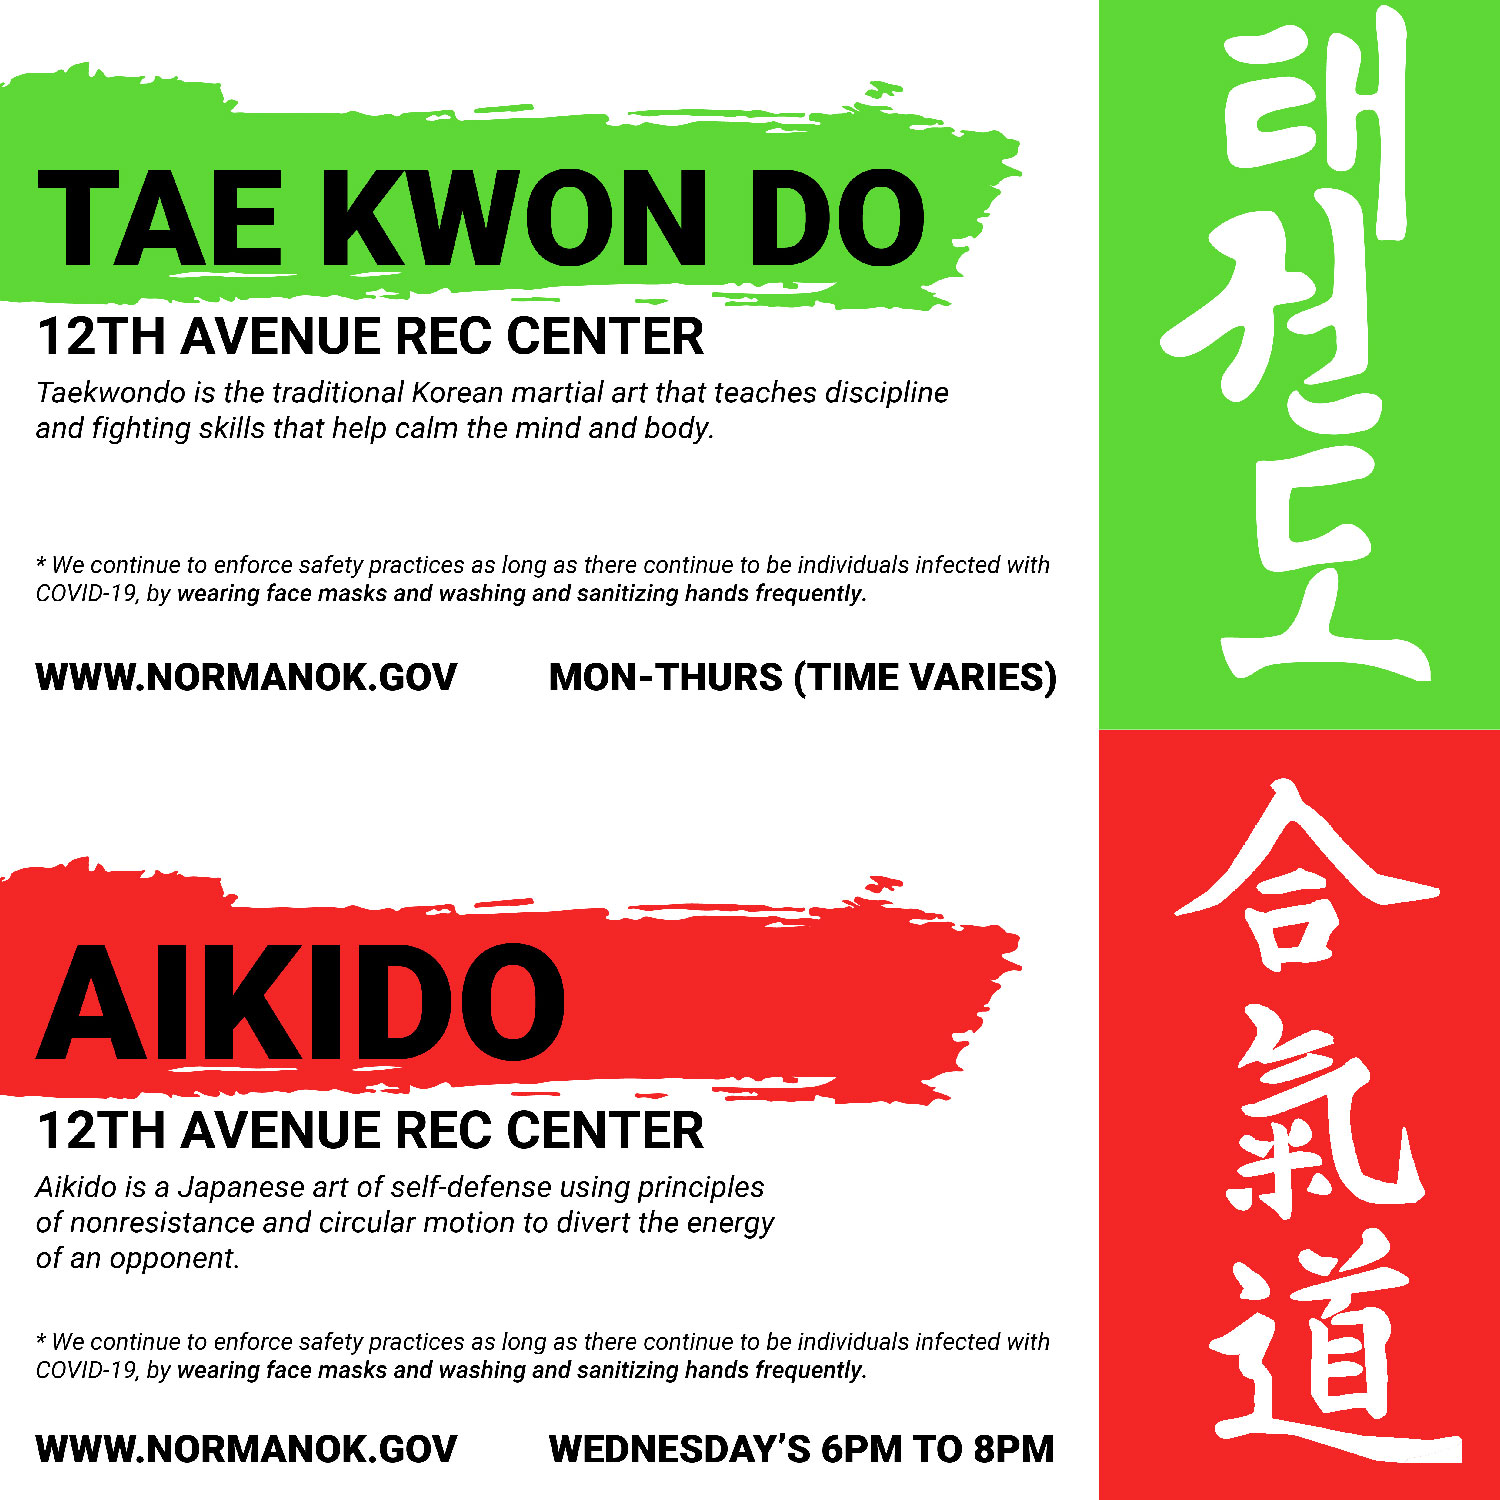 TAE KWON DO
12TH AVENUE REC CENTER
Taekwondo is the traditional Korean martial art that teaches discipline
and fighting skills that help calm the mind and body.
* We continue to enforce safety practices as long as there continue to be individuals infected with
COVID-19, by wearing face masks and washing and sanitizing hands frequently.
WWW.NORMANOK.GOV
MON-THURS (TIME VARIES)
태권도
AIKIDO
12TH AVENUE REC CENTER
Aikido is a Japanese art of self-defense using principles
of nonresistance and circular motion to divert the energy
of an opponent.
* We continue to enforce safety practices as long as there continue to be individuals infected with
COVID-19, by wearing face masks and washing and sanitizing hands frequently.
WWW.NORMANOK.GOV
WEDNESDAY’S 6PM TO 8PM
合氣道